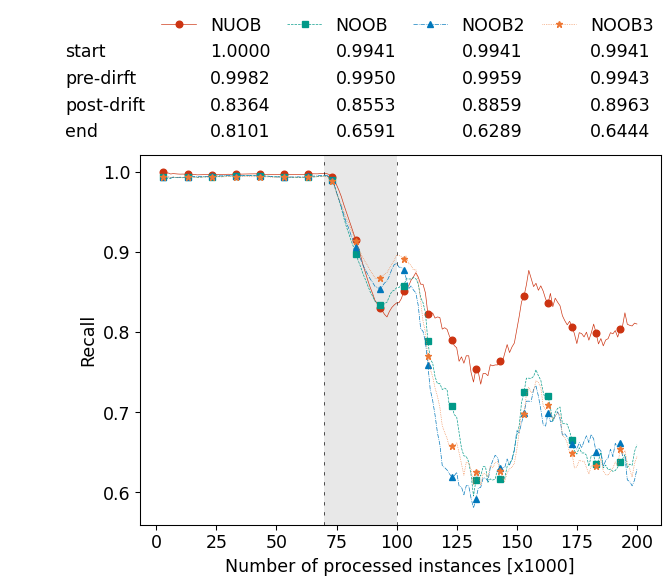 NUOB NOOB NOOB2 NOOB3
start 1.0000 0.9941 0.9941 0.9941
pre-dirft 0.9982 0.9950 0.9959 0.9943
post-drift 0.8364 0.8553 0.8859 0.8963
end 0.8101 0.6591 0.6289 0.6444
1.0
0.9
0.8
0.7
0.6
Recall
0 25 50 75 100 125 150 175 200
Number of processed instances [x1000]